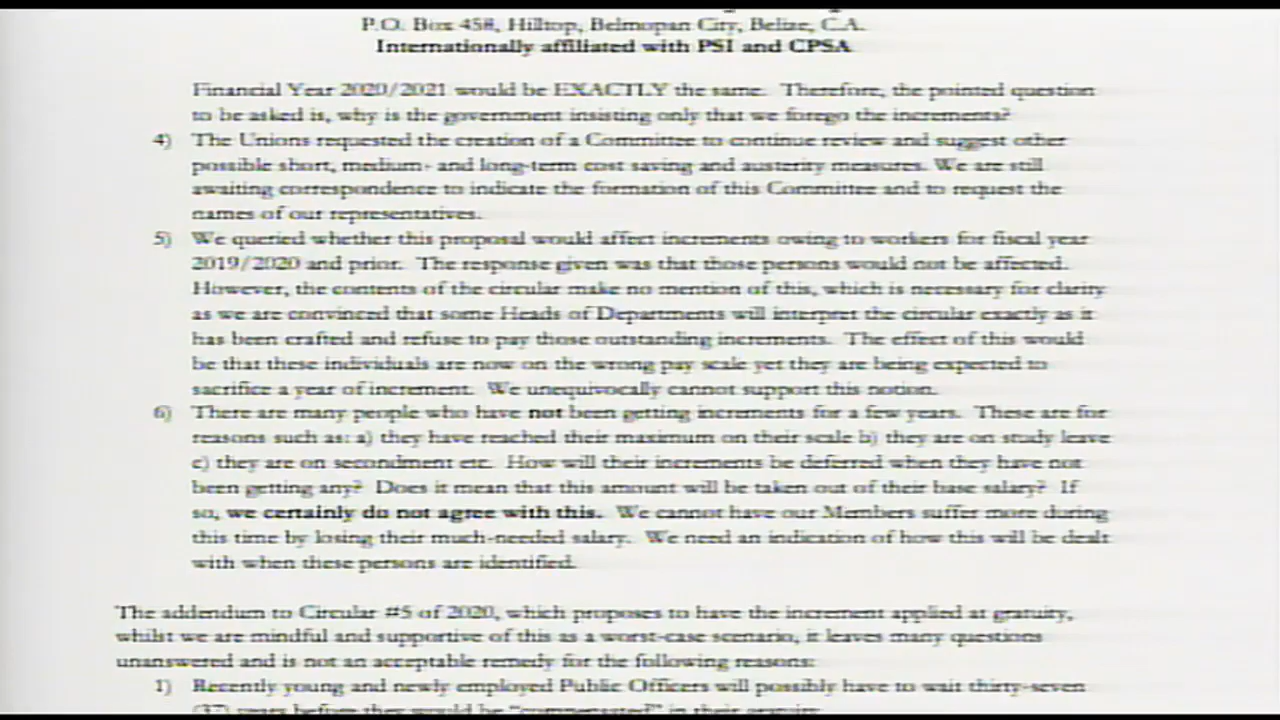 P.O. Box 458, Hilltop, Belmopan City, Belize, C.A.
Internationally affiliated with PSI and CPSA
Financial Year 2020/2021 would be EXACTLY the same. Therefore, the pointed question
to be asked is, why is the government insisting only that we forego the increments?
4) The Unions requested the creation of a Committee to continue review and suggest other
possible short, medium- and long-term cost saving and austerity measures. We are still
awaiting correspondence to indicate the formation of this Committee and to request the
names of our representatives.
5) We queried whether this proposal would affect increments owing to workers for fiscal year
2019/2020 and prior. The response given was that those persons would not be affected.
However, the contents of the circular make no mention of this, which is necessary for clarity
as we are convinced that some Heads of Departments will interpret the circular exactly as it
has been crafted and refuse to pay those outstanding increments. The effect of this would
be that these individuals are now on the wrong pay scale yet they are being expected to
sacrifice a year of increment. We unequivocally cannot support this notion.
6) There are many people who have not been getting increments for a few years. These are for
reasons such as: a) they have reached their maximum on their scale b) they are on study leave
c) they are on secondment etc. How will their increments be deferred when they have not
been getting any? Does it mean that this amount will be taken out of their base salary? If
so, we certainly do not agree with this. We cannot have our Members suffer more during
this time by losing their much-needed salary. We need an indication of how this will be dealt
with when these persons are identified.
The addendum to Circular #5 of 2020, which proposes to have the increment applied at gratuity,
whilst we are mindful and supportive of this as a worst-case scenario, it leaves many questions
unanswered and is not an acceptable remedy for the following reasons:
1) Recently young and newly employed Public Officers will possibly have to wait thirty-seven
(37) years before they would be "compensated" in their gratuity